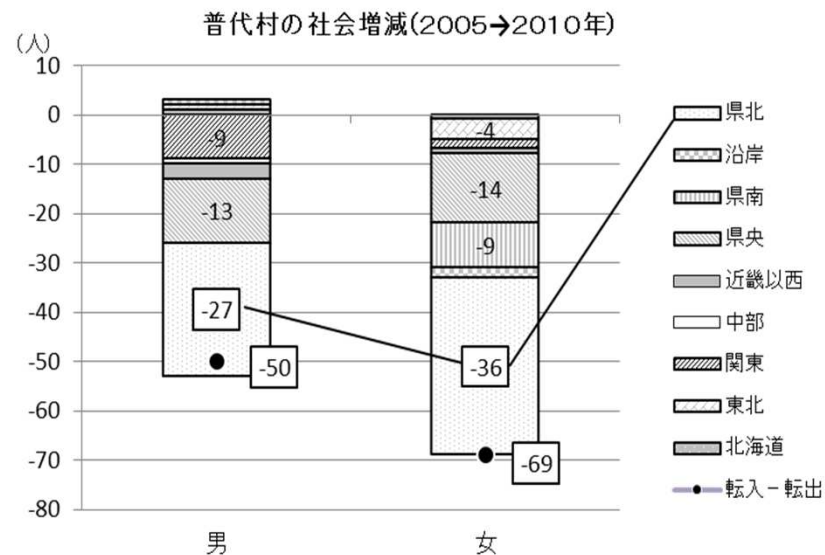 普代村の社会増減(2005→2010年)
(人)
10
0
-10
-20
-30
-40
-50
-60
-70
-80
-9
-13
-27
-50
-4
-14
-9
-36
-69
男
女
県北
沿岸
県南
県央
近畿以西
中部
関東
東北
北海道
転入－転出